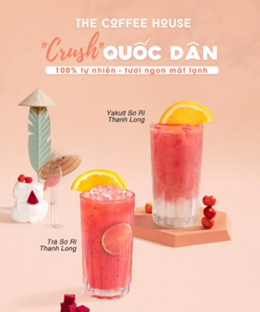 THE COFFEE HOUSE
"Crush" QUỐC DÂN
100% tự nhiên - tươi ngon mát lạnh
Yakult Sơ Ri
Thanh Long
Trà Sơ Ri
Thanh Long